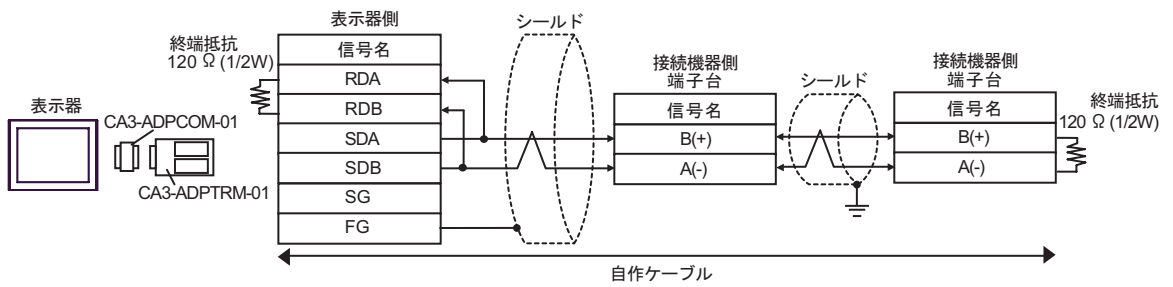 表示器
CA3-ADPCOM-01
CA3-ADPTRM-01
終端抵抗
120 Ω (1/2W)
表示器側
信号名
RDA
RDB
SDA
SDB
SG
FG
シールド
接続機器側
端子台
信号名
B(+)
A(-)
シールド
接続機器側
端子台
信号名
B(+)
A(-)
終端抵抗
120 Ω (1/2W)
自作ケーブル